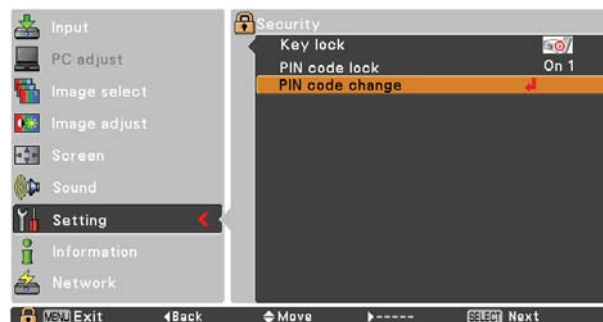 Input
PC adjust
Image select
Image adjust
Screen
Sound
Setting
Information
Network
Security
Key lock
PIN code lock On 1
PIN code change
MENU Exit ◀Back Move ▶----- SELECT Next